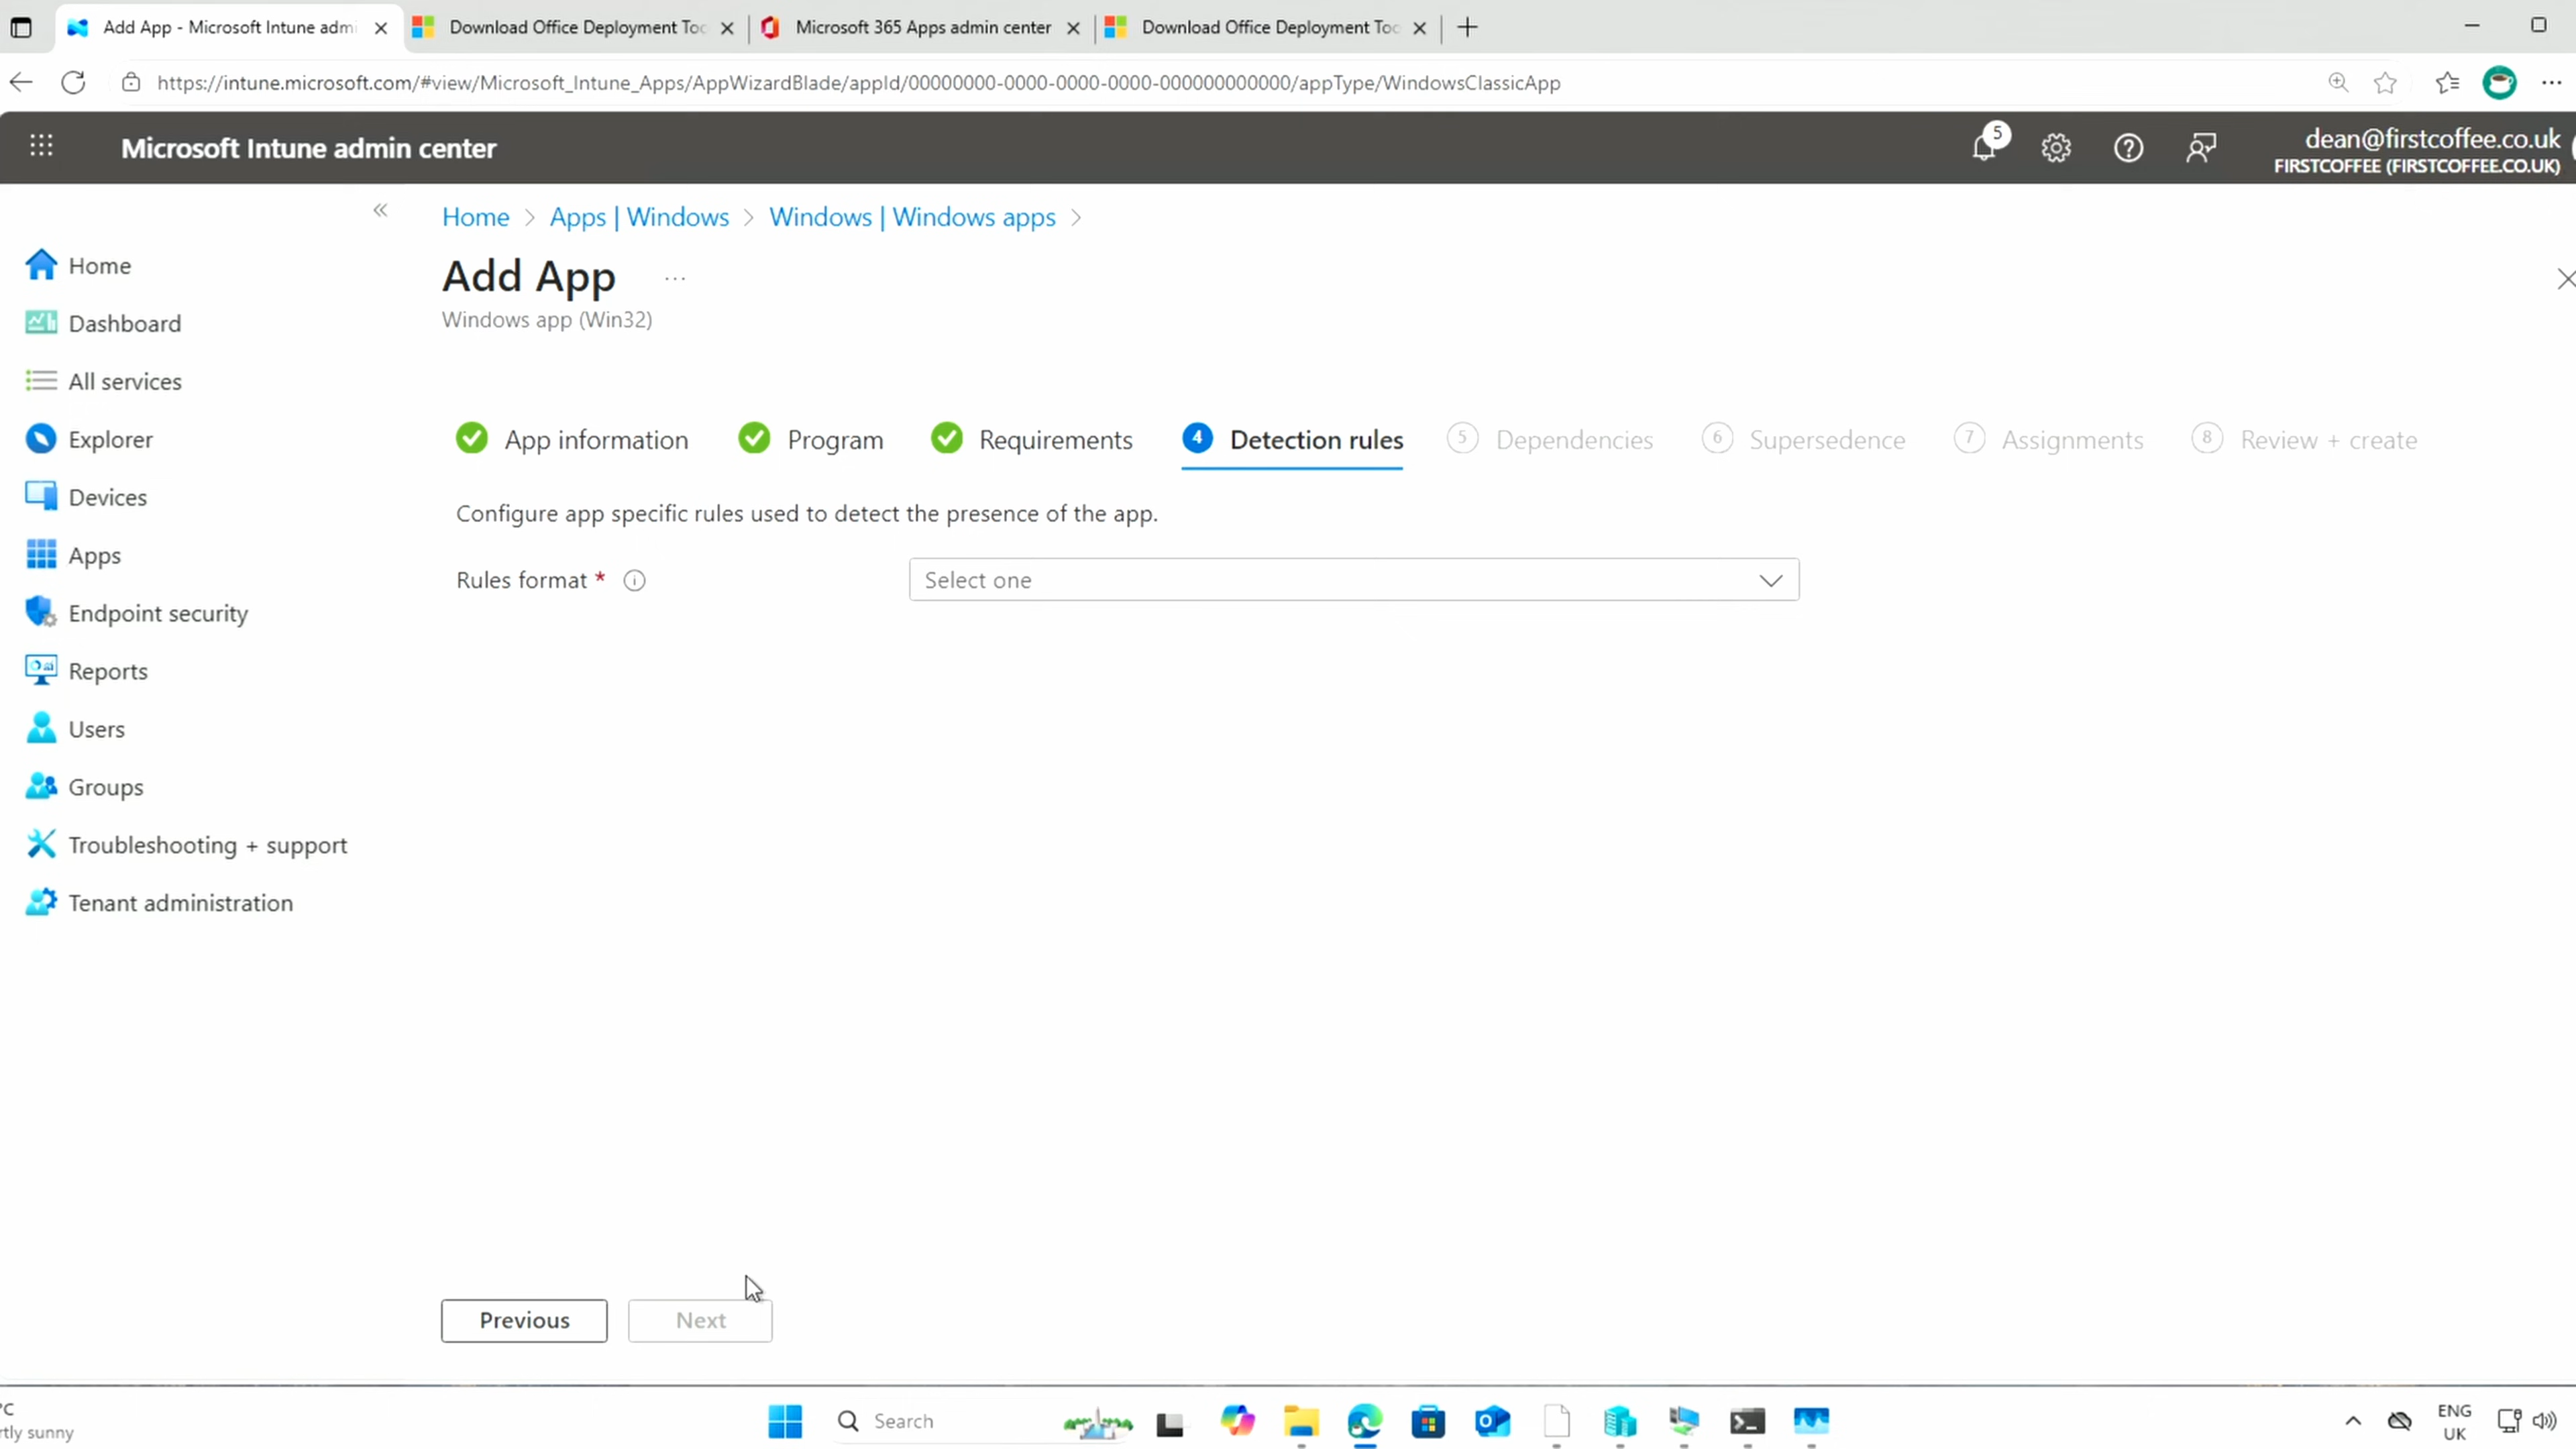 Add App - Microsoft Intune admi
Download Office Deployment Too
Microsoft 365 Apps admin center
Download Office Deployment Too
https://intune.microsoft.com/#view/Microsoft_Intune_Apps/AppWizardBlade/appId/00000000-0000-0000-0000-000000000000/appType/WindowsClassicApp
Microsoft Intune admin center
5
dean@firstcoffee.co.uk
FIRSTCOFFEE (FIRSTCOFFEE.CO.UK)
Home > Apps | Windows > Windows | Windows apps >
Add App ...
Windows app (Win32)
Home
Dashboard
All services
Explorer
Devices
Apps
Endpoint security
Reports
Users
Groups
Troubleshooting + support
Tenant administration
App information Program Requirements 4 Detection rules 5 Dependencies 6 Supersedence 7 Assignments 8 Review + create
Configure app specific rules used to detect the presence of the app.
Rules format * Select one
Previous Next
°C
rtly sunny
Search
ENG
UK